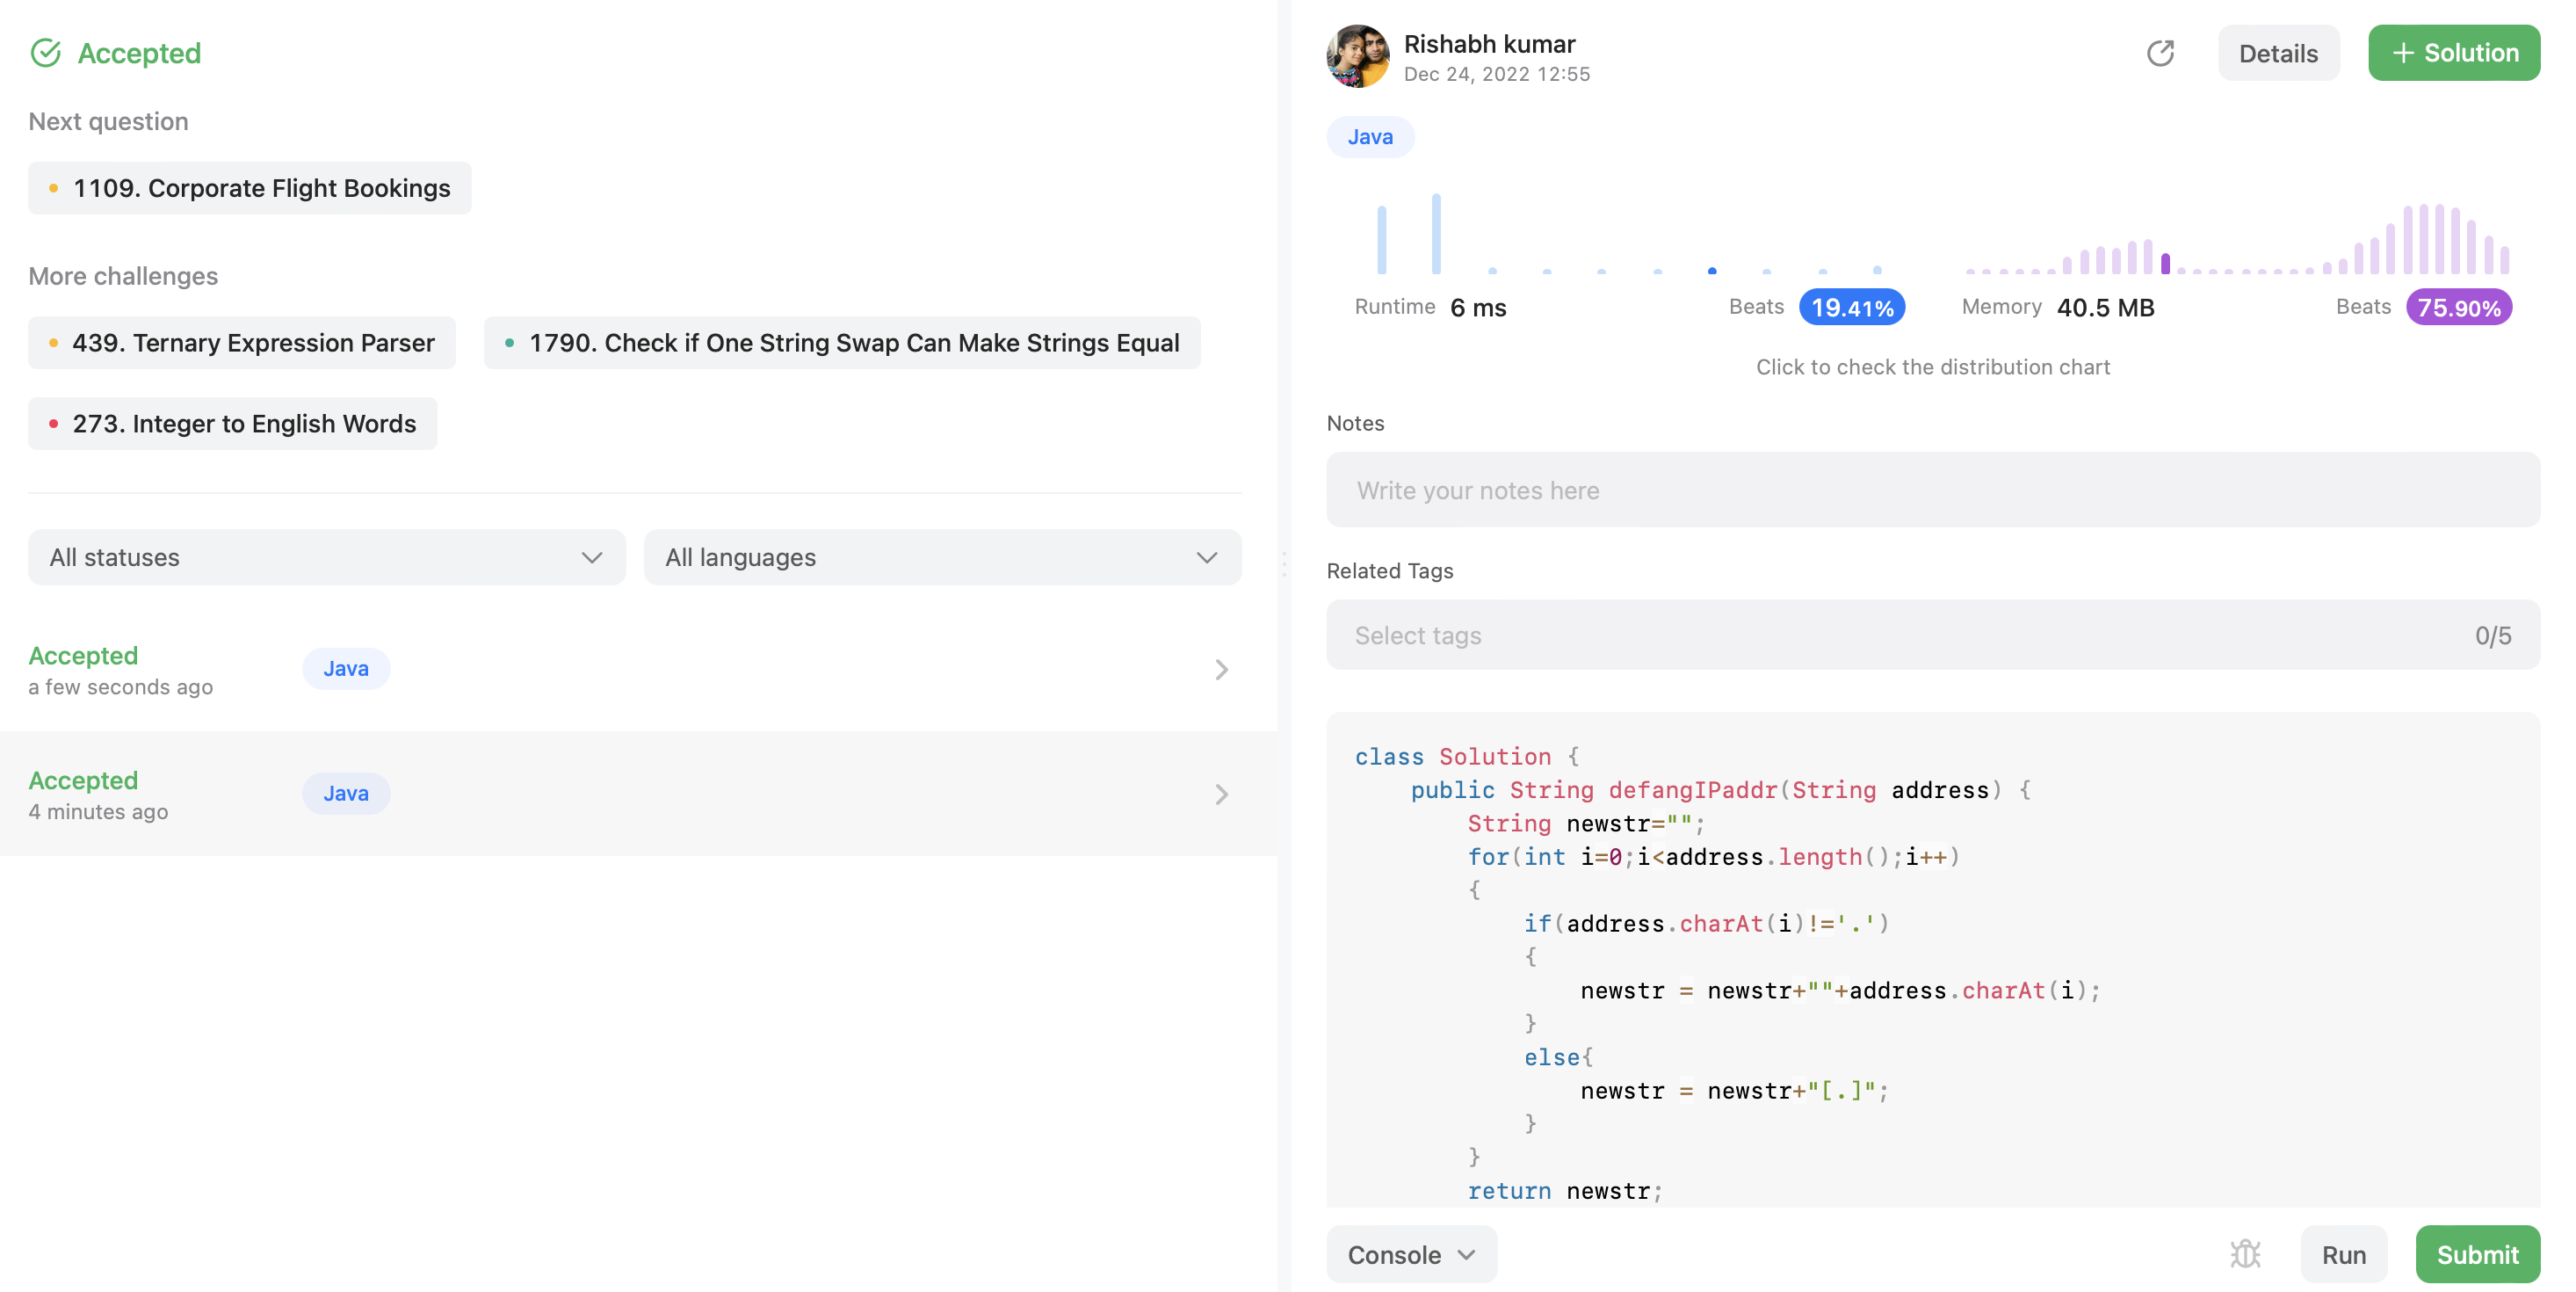 Accepted
Next question
1109. Corporate Flight Bookings
More challenges
439. Ternary Expression Parser
1790. Check if One String Swap Can Make Strings Equal
273. Integer to English Words
All statuses
All languages
Accepted
a few seconds ago
Java
Accepted
4 minutes ago
Java
Rishabh kumar
Dec 24, 2022 12:55
Details
+ Solution
Java
Runtime 6 ms
Beats 19.41%
Memory 40.5 MB
Beats 75.90%
Click to check the distribution chart
Notes
Write your notes here
Related Tags
Select tags
0/5
class Solution {
    public String defangIPaddr(String address) {
        String newstr="";
        for(int i=0;i<address.length();i++)
        {
            if(address.charAt(i)!='.')
            {
                newstr = newstr+""+address.charAt(i);
            }
            else{
                newstr = newstr+"[.]";
            }
        }
        return newstr;
Console
Run
Submit